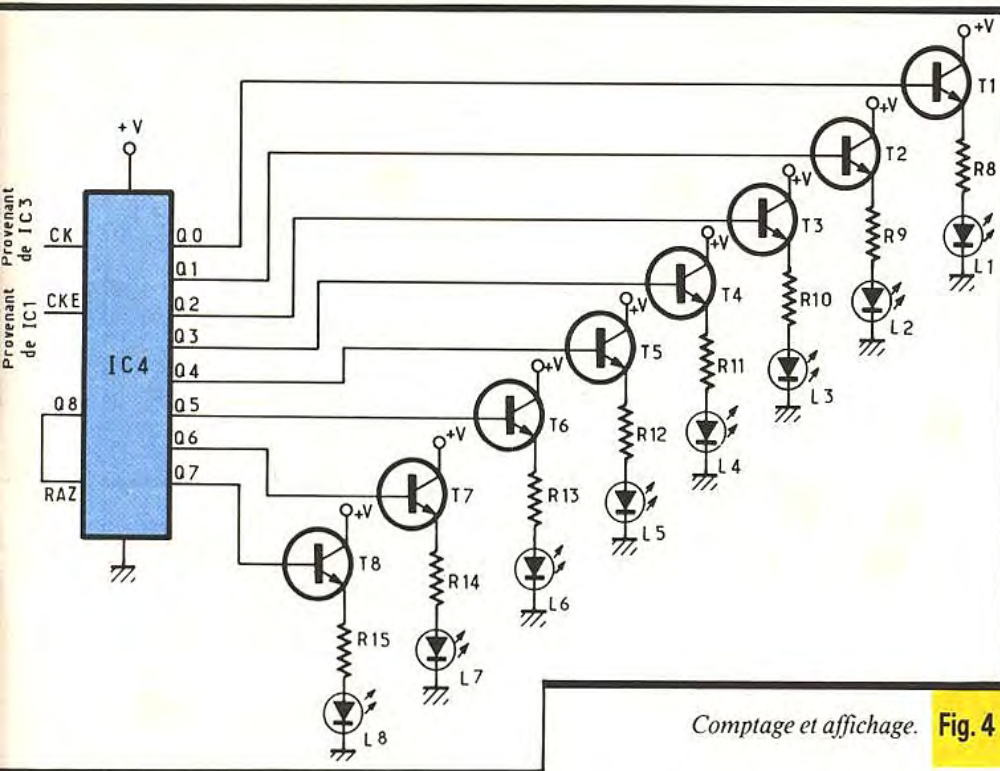 +V
Provenant
de IC3
CK
Provenant
de IC1
CKE
IC4
Q8
RAZ
Q0
Q1
Q2
Q3
Q4
Q5
Q6
Q7
+V
T1
R8
L1
+V
T2
R9
L2
+V
T3
R10
L3
+V
T4
R11
L4
+V
T5
R12
L5
+V
T6
R13
L6
+V
T7
R14
L7
+V
T8
R15
L8
Comptage et affichage. Fig. 4